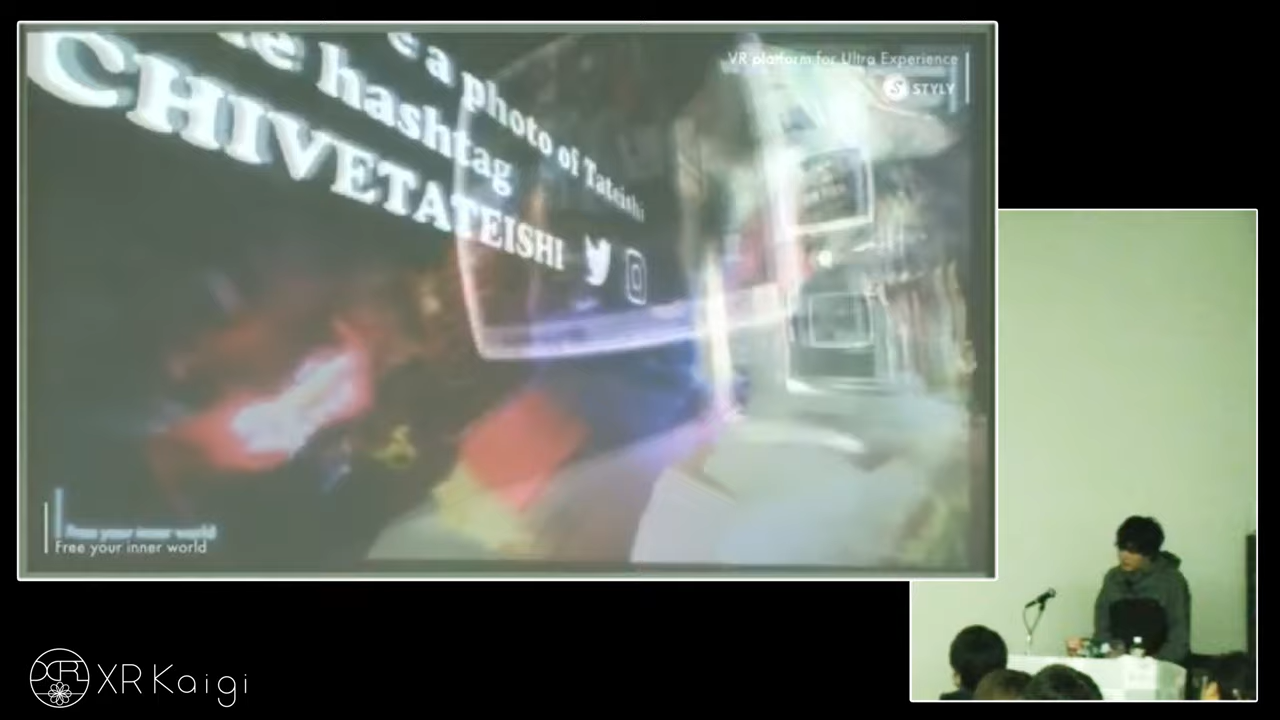 e a photo of Tateishi
e hashtag
CHIVETATEISHI
VR platform for Ultra Experience
S STYLY
Free your inner world
Free your inner world
XR XR Kaigi